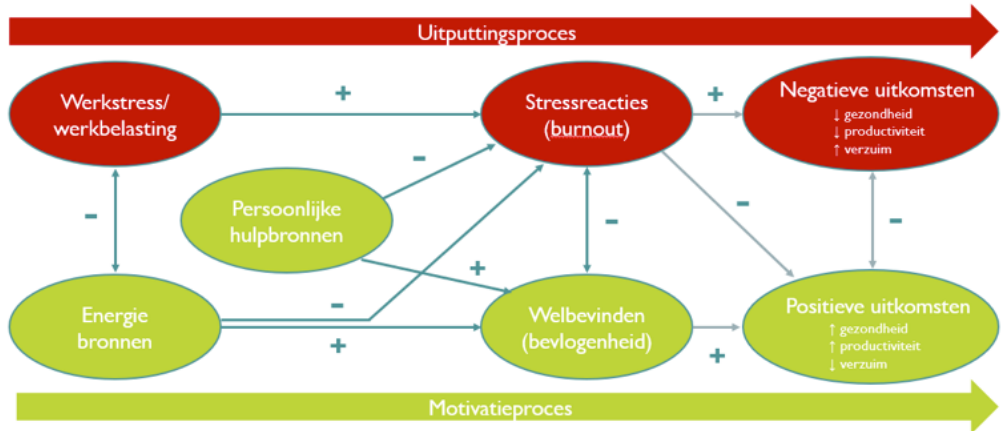 Uitputtingsproces
Werkstress/
werkbelasting
+
Stressreacties
(burnout)
+
Negatieve uitkomsten
↓ gezondheid
↓ productiviteit
↑ verzuim
-
Persoonlijke
hulpbronnen
-
-
-
-
+
Energie
bronnen
-
+
Welbevinden
(bevlogenheid)
+
Positieve uitkomsten
↑ gezondheid
↑ productiviteit
↓ verzuim
Motivatieproces